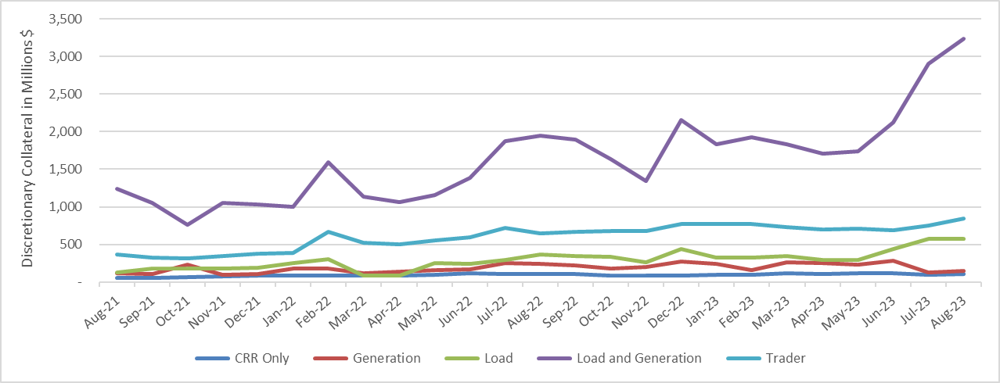 Discretionary Collateral in Millions $
3,500
3,000
2,500
2,000
1,500
1,000
500
-
Aug-21
Sep-21
Oct-21
Nov-21
Dec-21
Jan-22
Feb-22
Mar-22
Apr-22
May-22
Jun-22
Jul-22
Aug-22
Sep-22
Oct-22
Nov-22
Dec-22
Jan-23
Feb-23
Mar-23
Apr-23
May-23
Jun-23
Jul-23
Aug-23
CRR Only
Generation
Load
Load and Generation
Trader